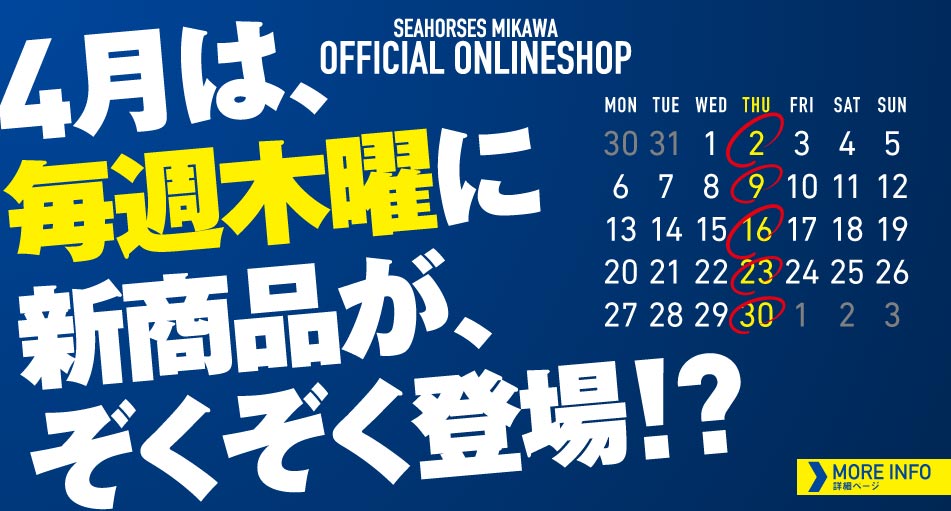 SEAHORSES MIKAWA
OFFICIAL ONLINESHOP
4月は、
毎週木曜に
新商品が、
ぞくぞく登場!?
MON TUE WED THU FRI SAT SUN
30 31 1 2 3 4 5
6 7 8 9 10 11 12
13 14 15 16 17 18 19
20 21 22 23 24 25 26
27 28 29 30 1 2 3
MORE INFO
詳細ページ